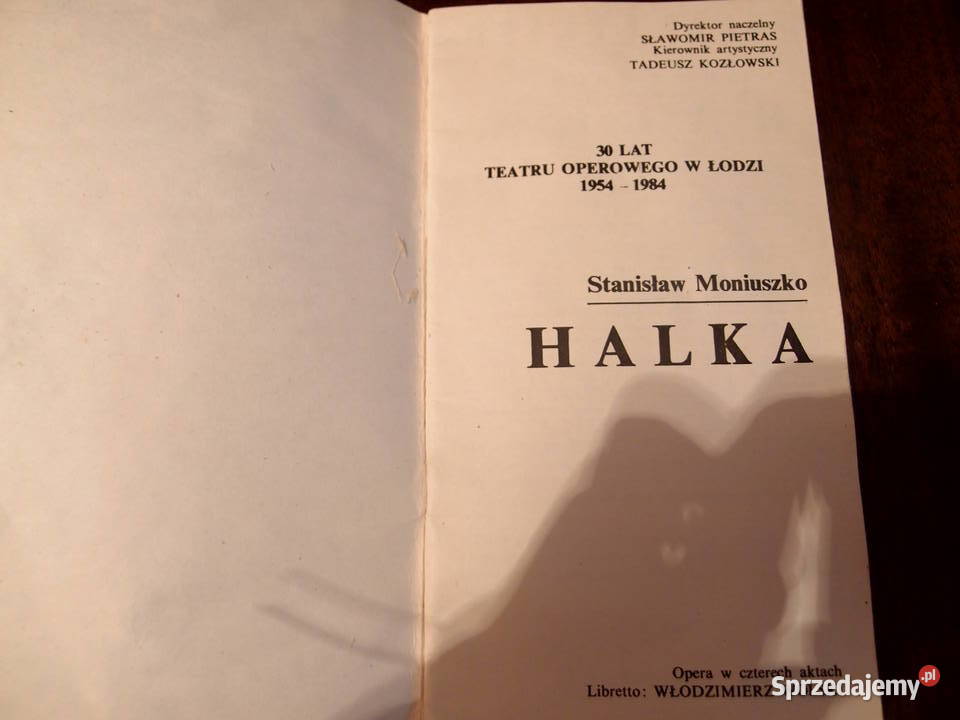 Dyrektor naczelny
SŁAWOMIR PIETRAS
Kierownik artystyczny
TADEUSZ KOZŁOWSKI
30 LAT
TEATRU OPEROWEGO W ŁODZI
1954 - 1984
Stanisław Moniuszko
HALKA
Opera w czterech aktach
Libretto: WŁODZIMIERZ
Sprzedajemy.pl